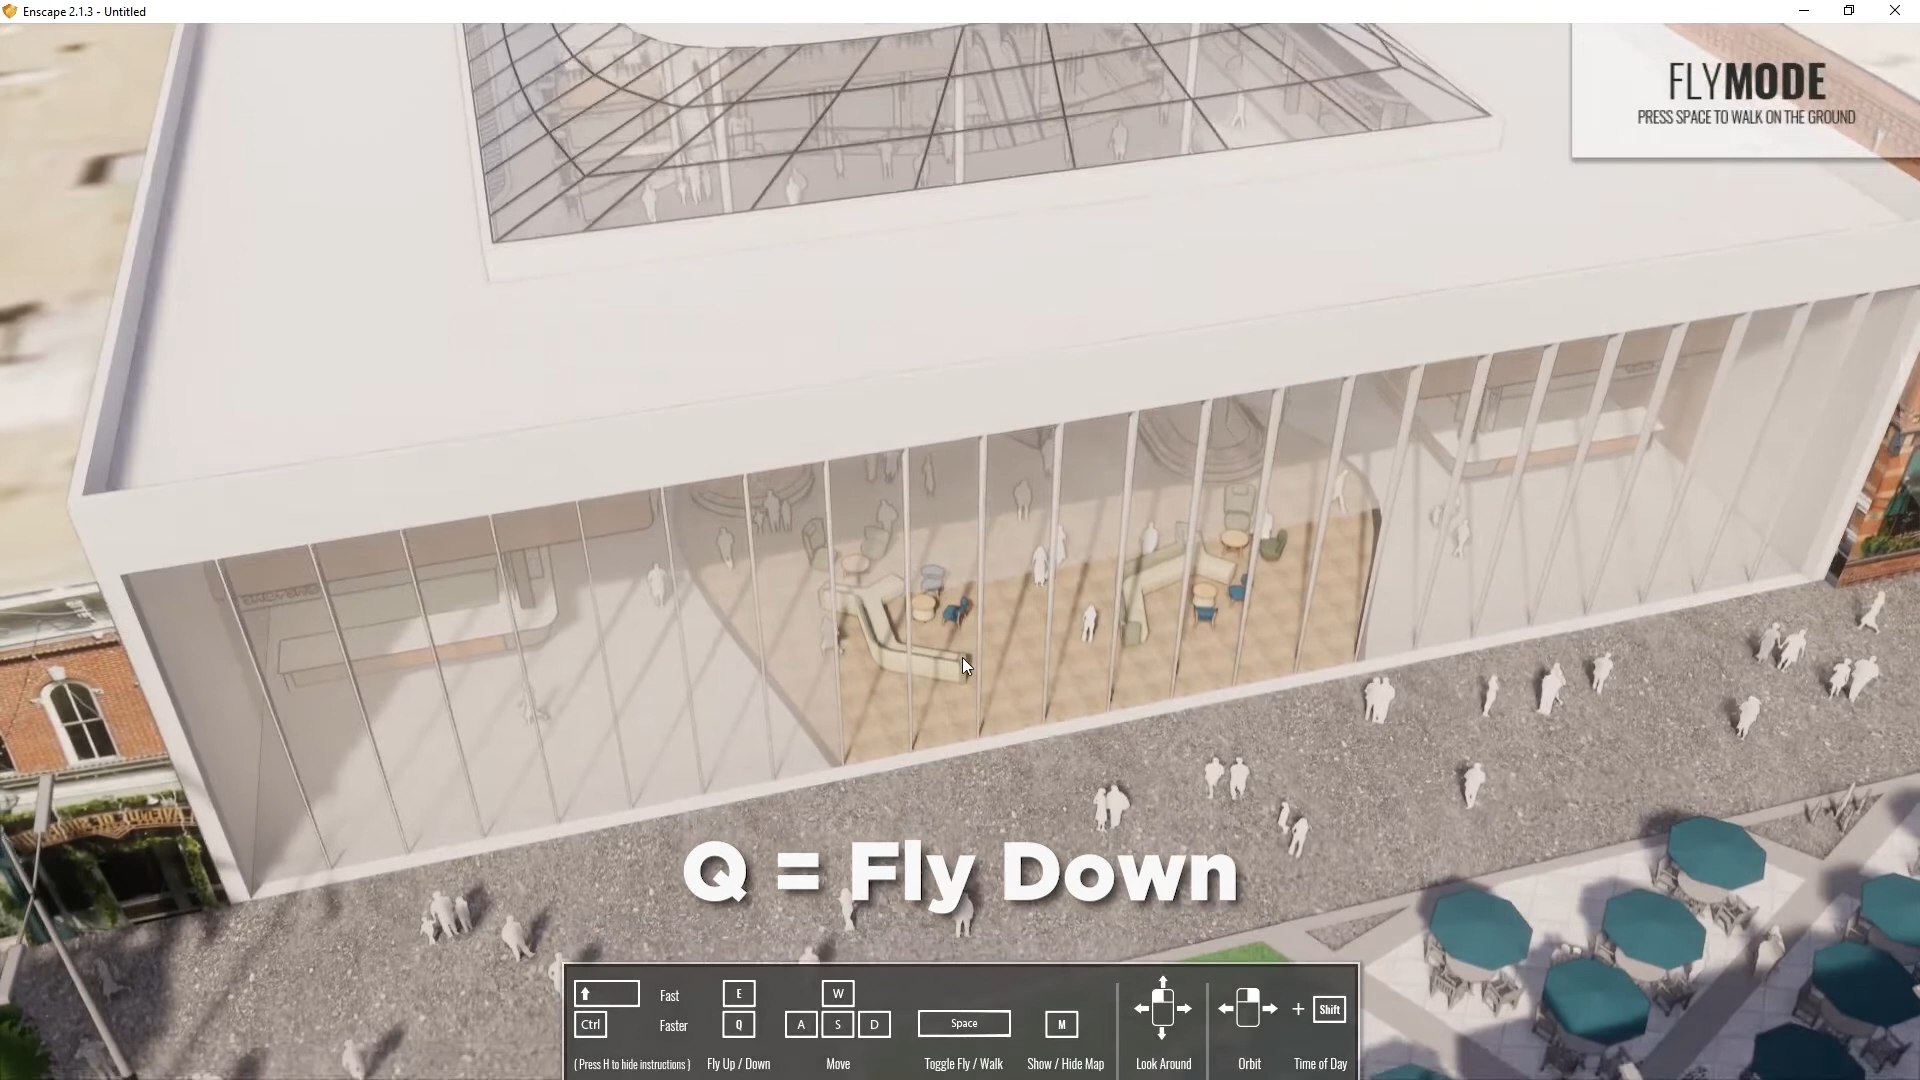 Enscape 2.1.3 - Untitled
FLYMODE
PRESS SPACE TO WALK ON THE GROUND
Q = Fly Down
Fast
E
W
Ctrl
Faster
Q
A
S
D
Space
M
+
Shift
( Press H to hide instructions )
Fly Up / Down
Move
Toggle Fly / Walk
Show / Hide Map
Look Around
Orbit
Time of Day